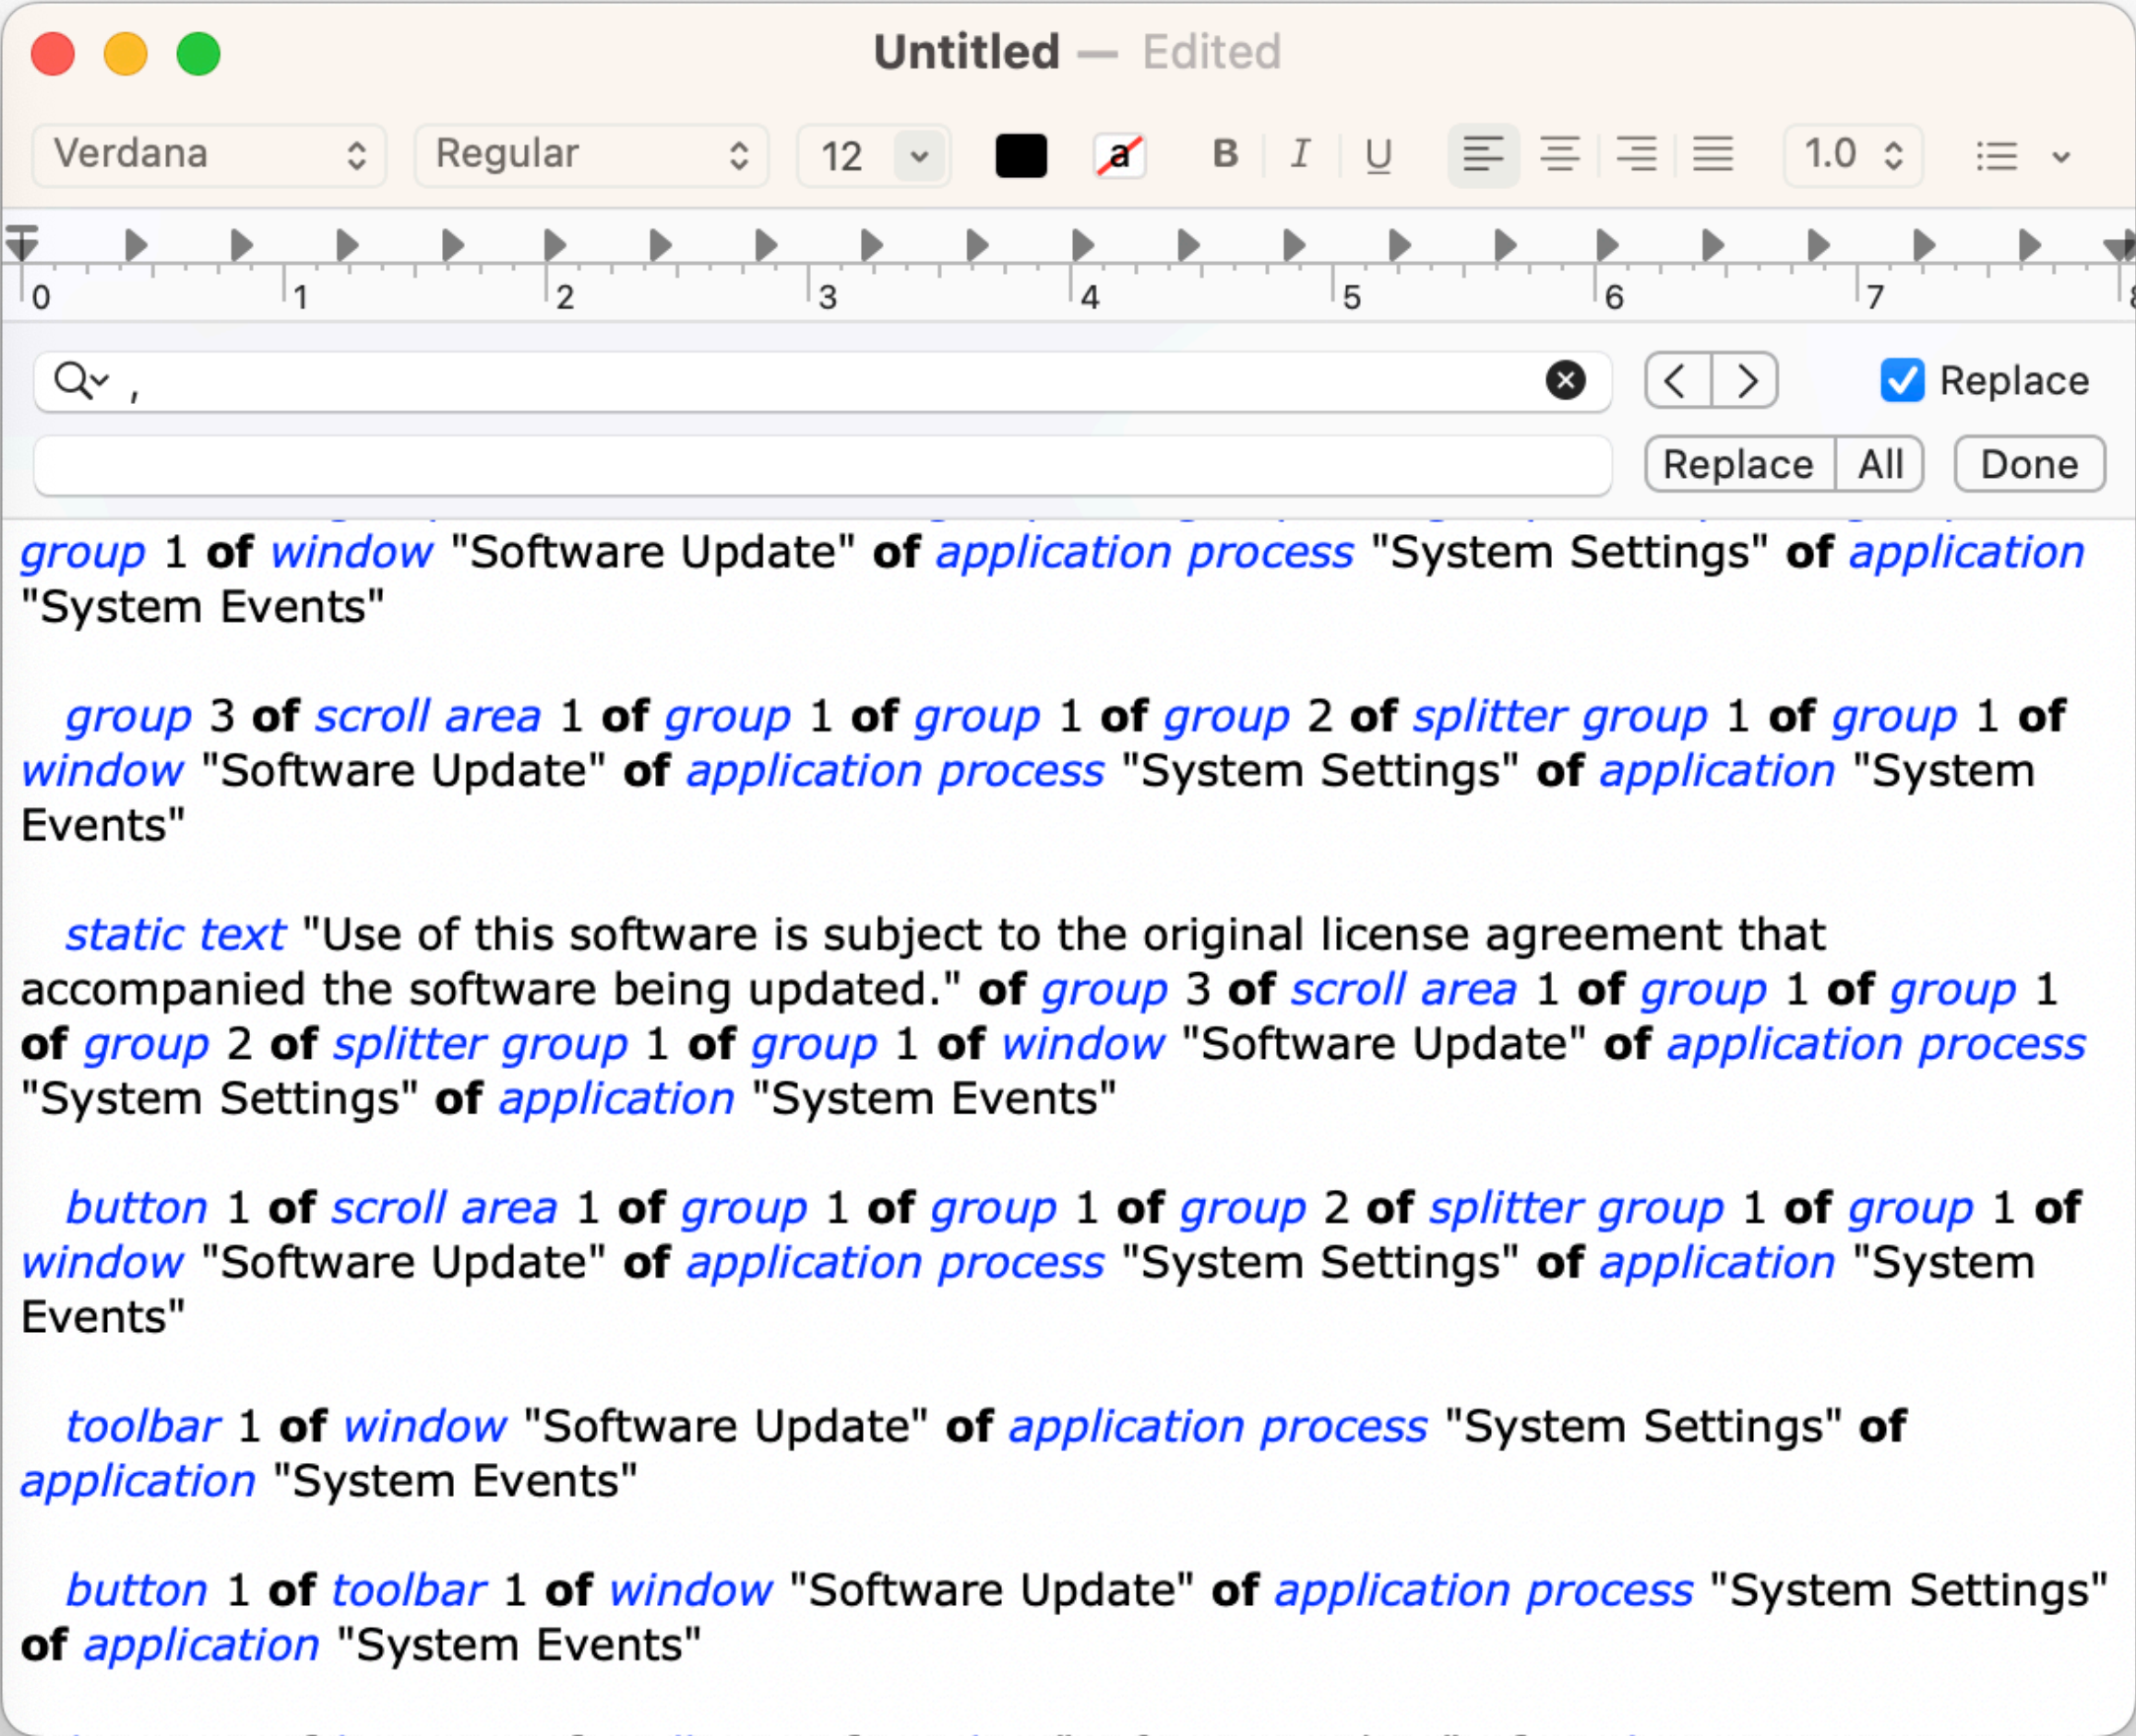 Untitled — Edited
Verdana Regular 12 a B I U 1.0
0 1 2 3 4 5 6 7 8
, Replace
Replace All Done
group 1 of window "Software Update" of application process "System Settings" of application
"System Events"
group 3 of scroll area 1 of group 1 of group 1 of group 2 of splitter group 1 of group 1 of
window "Software Update" of application process "System Settings" of application "System
Events"
static text "Use of this software is subject to the original license agreement that
accompanied the software being updated." of group 3 of scroll area 1 of group 1 of group 1
of group 2 of splitter group 1 of group 1 of window "Software Update" of application process
"System Settings" of application "System Events"
button 1 of scroll area 1 of group 1 of group 1 of group 2 of splitter group 1 of group 1 of
window "Software Update" of application process "System Settings" of application "System
Events"
toolbar 1 of window "Software Update" of application process "System Settings" of
application "System Events"
button 1 of toolbar 1 of window "Software Update" of application process "System Settings"
of application "System Events"